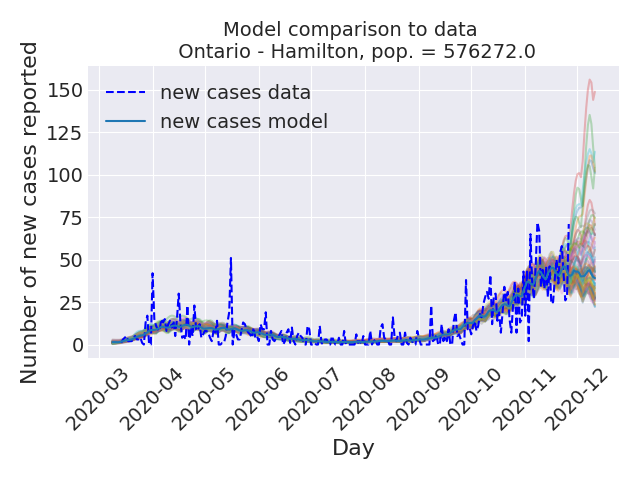 Model comparison to data
Ontario - Hamilton, pop. = 576272.0
Number of new cases reported
150
125
100
75
50
25
0
new cases data
new cases model
2020-03
2020-04
2020-05
2020-06
2020-07
2020-08
2020-09
2020-10
2020-11
2020-12
Day